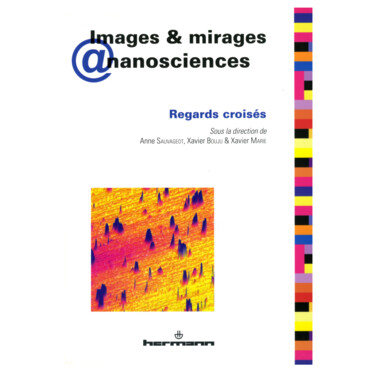 Images & mirages
@nanosciences
Regards croisés
Sous la direction de
Anne Sauvageot, Xavier Bouju & Xavier Marie
hermann